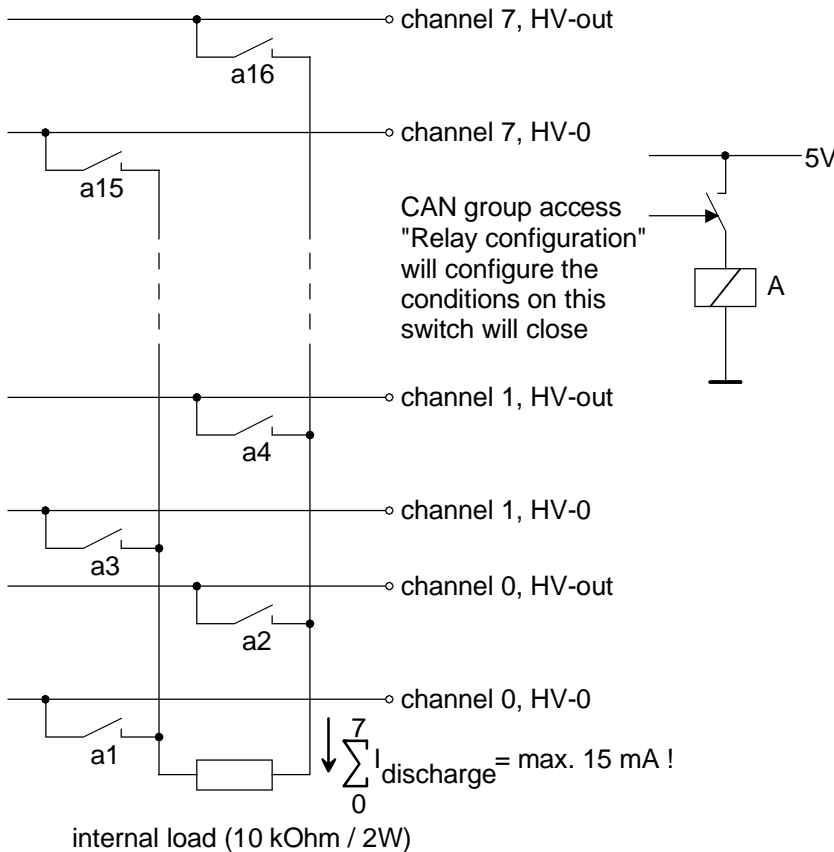 channel 7, HV-out
a16
channel 7, HV-0
a15
5V
CAN group access
"Relay configuration"
will configure the
conditions on this
switch will close
A
channel 1, HV-out
a4
channel 1, HV-0
a3
channel 0, HV-out
a2
channel 0, HV-0
a1
7
∑ I discharge = max. 15 mA !
0
internal load (10 kOhm / 2W)